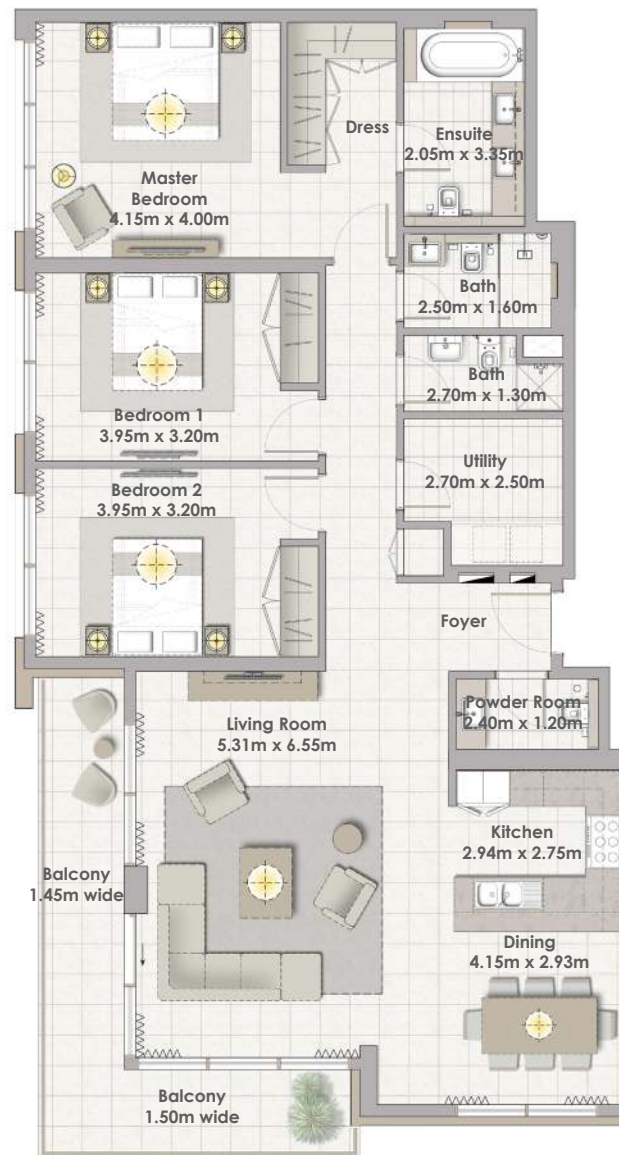 Dress
Ensuite
2.05m x 3.35m
Master
Bedroom
4.15m x 4.00m
Bath
2.50m x 1.60m
Bath
2.70m x 1.30m
Bedroom 1
3.95m x 3.20m
Utility
2.70m x 2.50m
Bedroom 2
3.95m x 3.20m
Foyer
Powder Room
2.40m x 1.20m
Living Room
5.31m x 6.55m
Kitchen
2.94m x 2.75m
Balcony
1.45m wide
Dining
4.15m x 2.93m
Balcony
1.50m wide